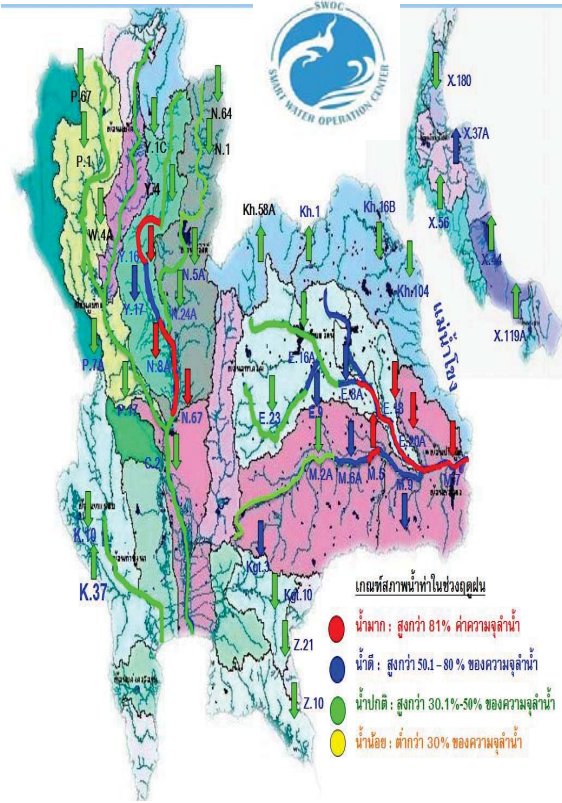 SWOC
SMART WATER OPERATION CENTER
P.67
N.64
P.1
Y.1C
N.1
Y.4
W.4A
Y.16
N.5A
Y.17
N.24A
P.7A
N.8A
P.17
N.67
C.2
K.10
K.37
Kh.58A
Kh.1
Kh.16B
Kh.104
แม่น้ำโขง
E.16A
E.8A
E.23
E.9
E.18
E.20A
M.2A
M.6A
M.5
M.9
M.7
Kgt.3
Kgt.10
Z.21
Z.10
X.180
X.37A
X.56
X.44
X.119A
เกณฑ์สภาพน้ำท่าในช่วงฤดูฝน
น้ำมาก : สูงกว่า 81% ค่าความจุลำน้ำ
น้ำดี : สูงกว่า 50.1 - 80 % ของความจุลำน้ำ
น้ำปกติ : สูงกว่า 30.1%-50% ของความจุลำน้ำ
น้ำน้อย : ต่ำกว่า 30% ของความจุลำน้ำ